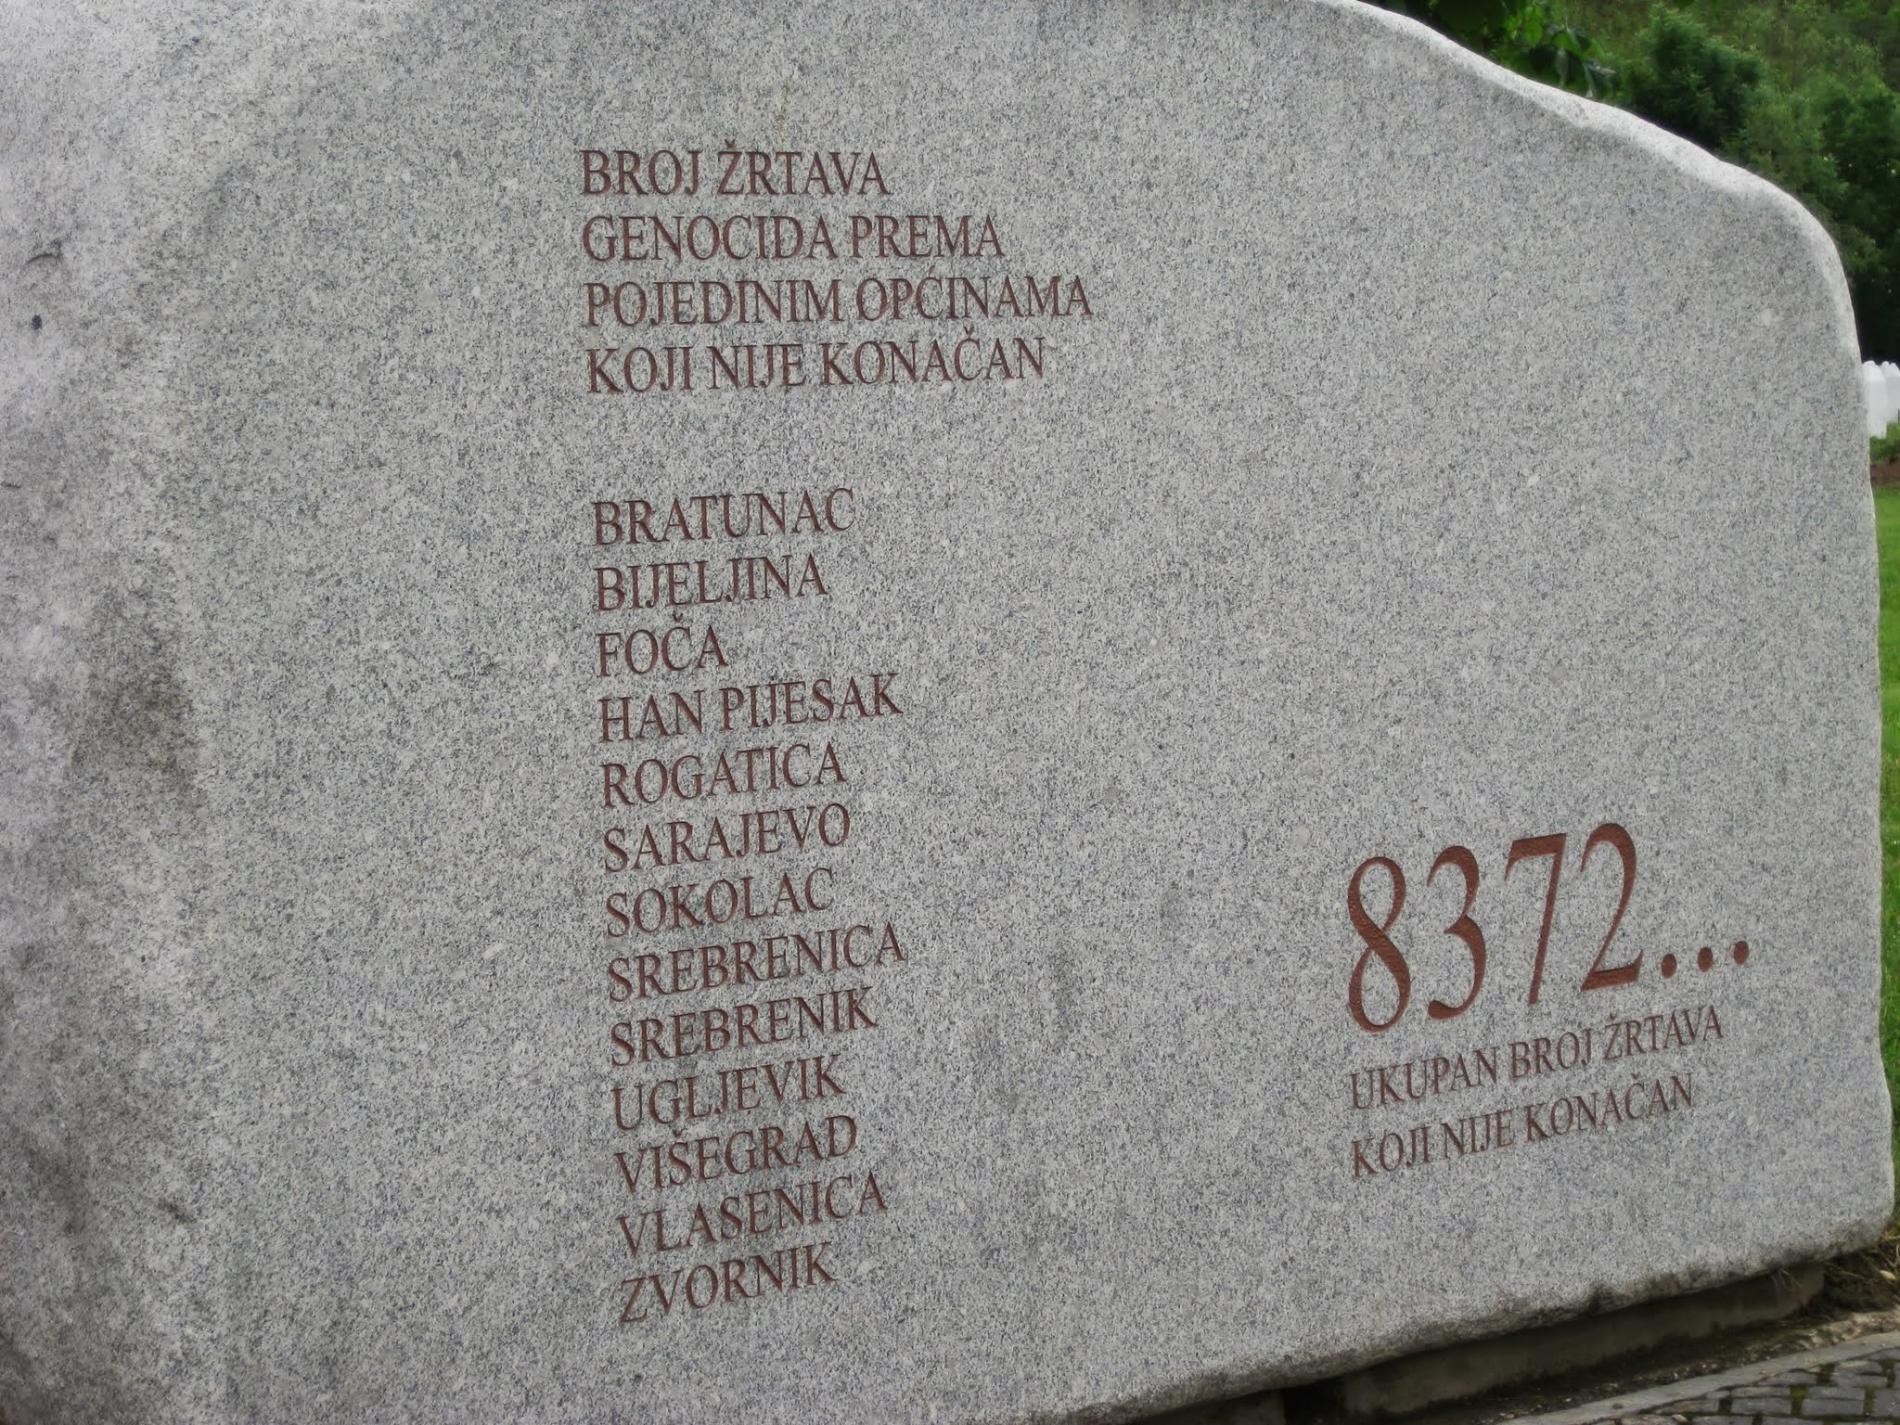 BROJ ŽRTAVA
GENOCIDA PREMA
POJEDINIM OPĆINAMA
KOJI NIJE KONAČAN
BRATUNAC
BIJELJINA
FOČA
HAN PIJESAK
ROGATICA
SARAJEVO
SOKOLAC
SREBRENICA
SREBRENIK
UGLJEVIK
VIŠEGRAD
VLASENICA
ZVORNIK
8372...
UKUPAN BROJ ŽRTAVA
KOJI NIJE KONAČAN